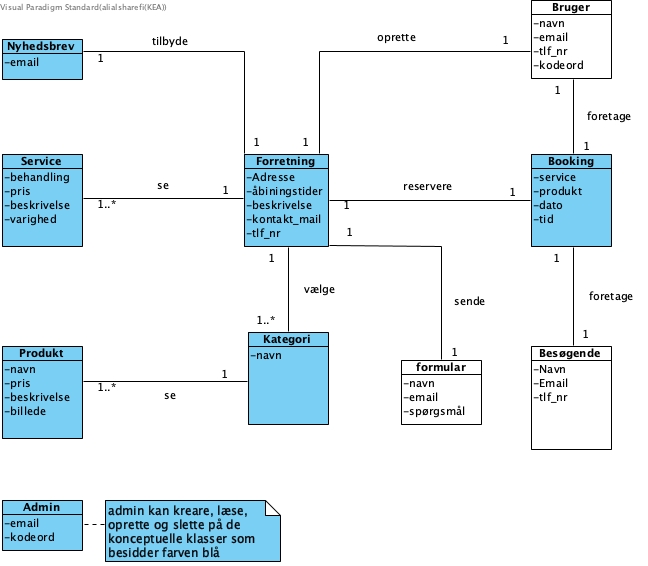 Visual Paradigm Standard(alialsharefi(KEA))
Bruger
-navn
-email
-tlf_nr
-kodeord
Nyhedsbrev
-email
tilbyde
1
1
oprette
1
1
1
foretage
1
Service
-behandling
-pris
-beskrivelse
-varighed
se
1..*
1
Forretning
-Adresse
-åbiningstider
-beskrivelse
-kontakt_mail
-tlf_nr
reservere
1
1
Booking
-service
-produkt
-dato
-tid
1
1
vælge
1..*
sende
1
1
foretage
1
Produkt
-navn
-pris
-beskrivelse
-billede
1..*
se
1
Kategori
-navn
formular
-navn
-email
-spørgsmål
Besøgende
-Navn
-Email
-tlf_nr
Admin
-email
-kodeord
admin kan kreare, læse,
oprette og slette på de
konceptuelle klasser som
besidder farven blå